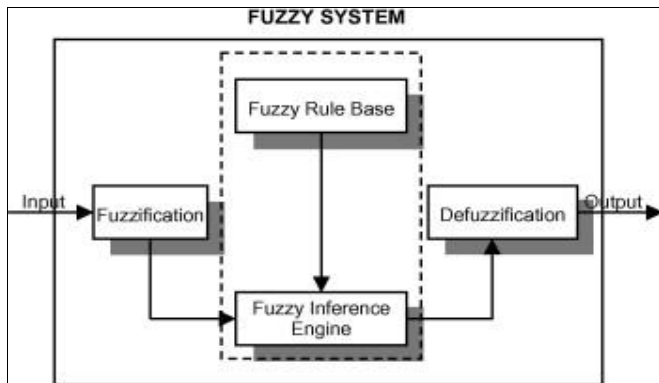 FUZZY SYSTEM
Fuzzy Rule Base
Input
Fuzzification
Defuzzification
Output
Fuzzy Inference
Engine